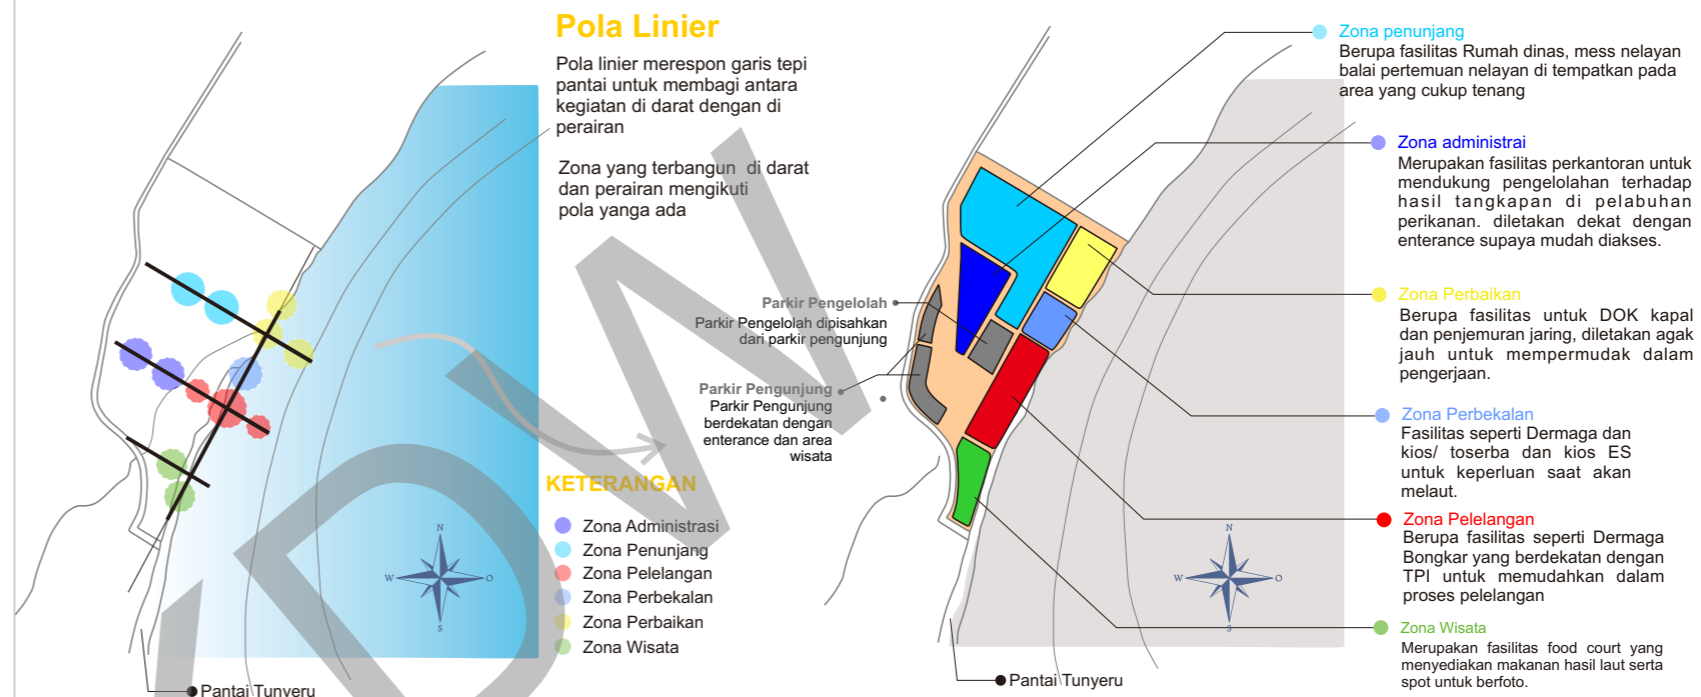 Pola Linier
Pola linier merespon garis tepi
pantai untuk membagi antara
kegiatan di darat dengan di
perairan
Zona yang terbangun di darat
dan perairan mengikuti
pola yanga ada
KETERANGAN
Zona Administrasi
Zona Penunjang
Zona Pelelangan
Zona Perbekalan
Zona Perbaikan
Zona Wisata
N
W
O
S
Pantai Tunyeru
Parkir Pengelolah
Parkir Pengelolah dipisahkan
dari parkir pengunjung
Parkir Pengunjung
Parkir Pengunjung
berdekatan dengan
enterance dan area
wisata
N
W
O
S
Pantai Tunyeru
Zona penunjang
Berupa fasilitas Rumah dinas, mess nelayan
balai pertemuan nelayan di tempatkan pada
area yang cukup tenang
Zona administrai
Merupakan fasilitas perkantoran untuk
mendukung pengelolahan terhadap
hasil tangkapan di pelabuhan
perikanan. diletakan dekat dengan
enterance supaya mudah diakses.
Zona Perbaikan
Berupa fasilitas untuk DOK kapal
dan penjemuran jaring, diletakan agak
jauh untuk mempermudak dalam
pengerjaan.
Zona Perbekalan
Fasilitas seperti Dermaga dan
kios/ toserba dan kios ES
untuk keperluan saat akan
melaut.
Zona Pelelangan
Berupa fasilitas seperti Dermaga
Bongkar yang berdekatan dengan
TPI untuk memudahkan dalam
proses pelelangan
Zona Wisata
Merupakan fasilitas food court yang
menyediakan makanan hasil laut serta
spot untuk berfoto.